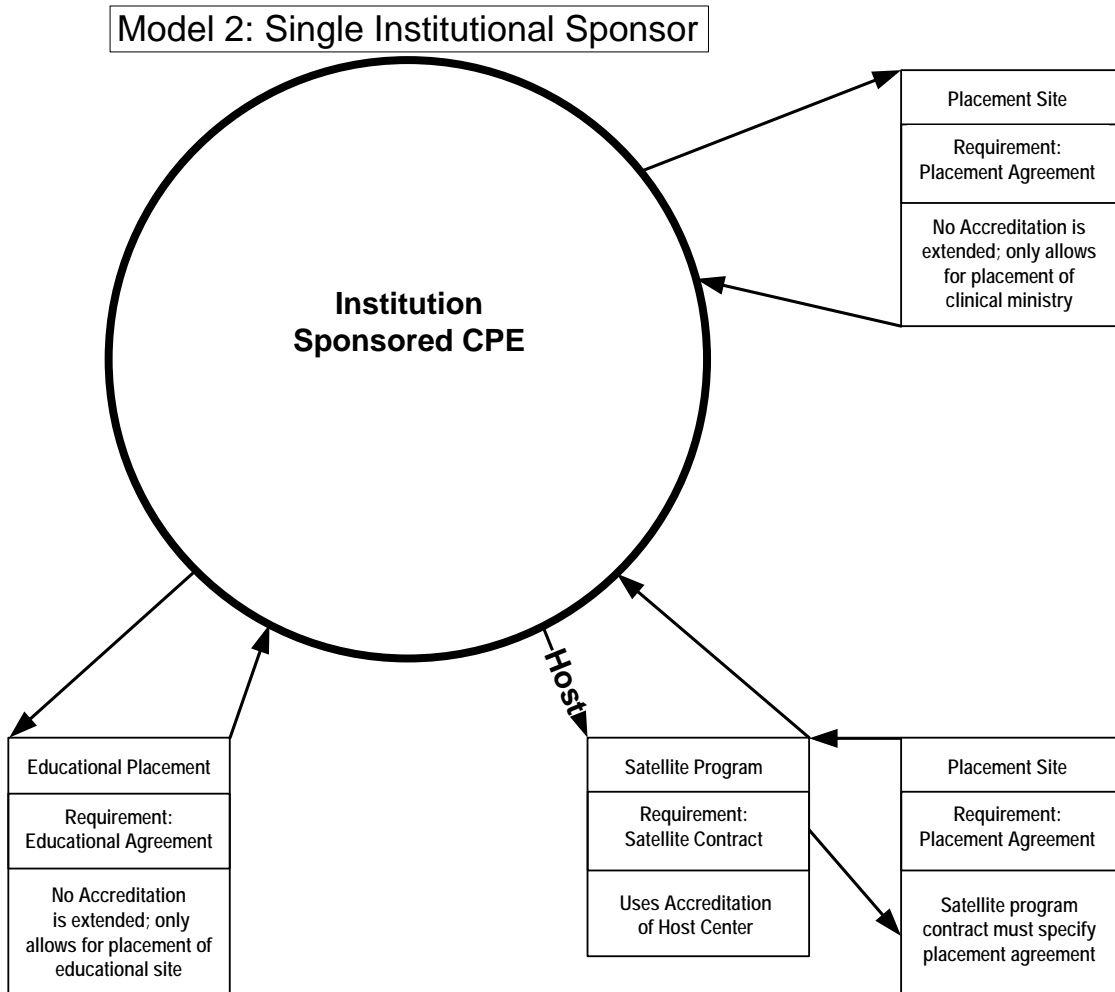 Model 2: Single Institutional Sponsor
Placement Site
Requirement:
Placement Agreement
No Accreditation is
extended; only allows
for placement of
clinical ministry
Institution
Sponsored CPE
Host
Educational Placement
Requirement:
Educational Agreement
No Accreditation
is extended; only
allows for placement of
educational site
Satellite Program
Requirement:
Satellite Contract
Uses Accreditation
of Host Center
Placement Site
Requirement:
Placement Agreement
Satellite program
contract must specify
placement agreement